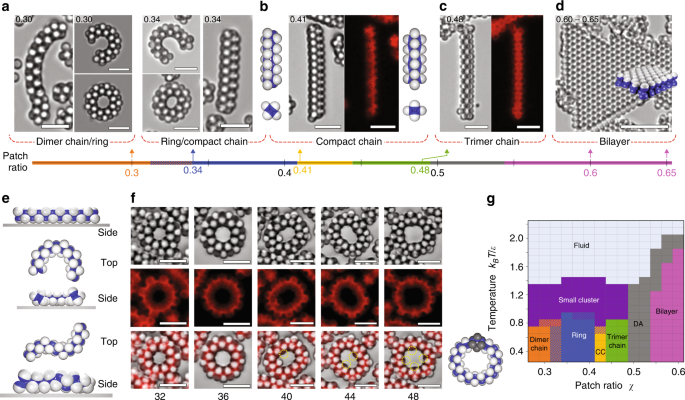 a
b
c
d
0.30
0.30
0.34
0.34
0.41
0.48
0.60 – 0.65
Dimer chain/ring
Ring/compact chain
Compact chain
Trimer chain
Bilayer
Patch
ratio
0.3
0.34
0.4
0.41
0.48
0.5
0.6
0.65
e
Side
Top
Side
Top
Side
f
32
36
40
44
48
g
Temperature kBT/ε
2.0
1.6
1.2
0.8
0.4
Fluid
Small cluster
Dimer
chain
Ring
CC
Trimer
chain
DA
Bilayer
0.3
0.4
0.5
0.6
Patch ratio χ